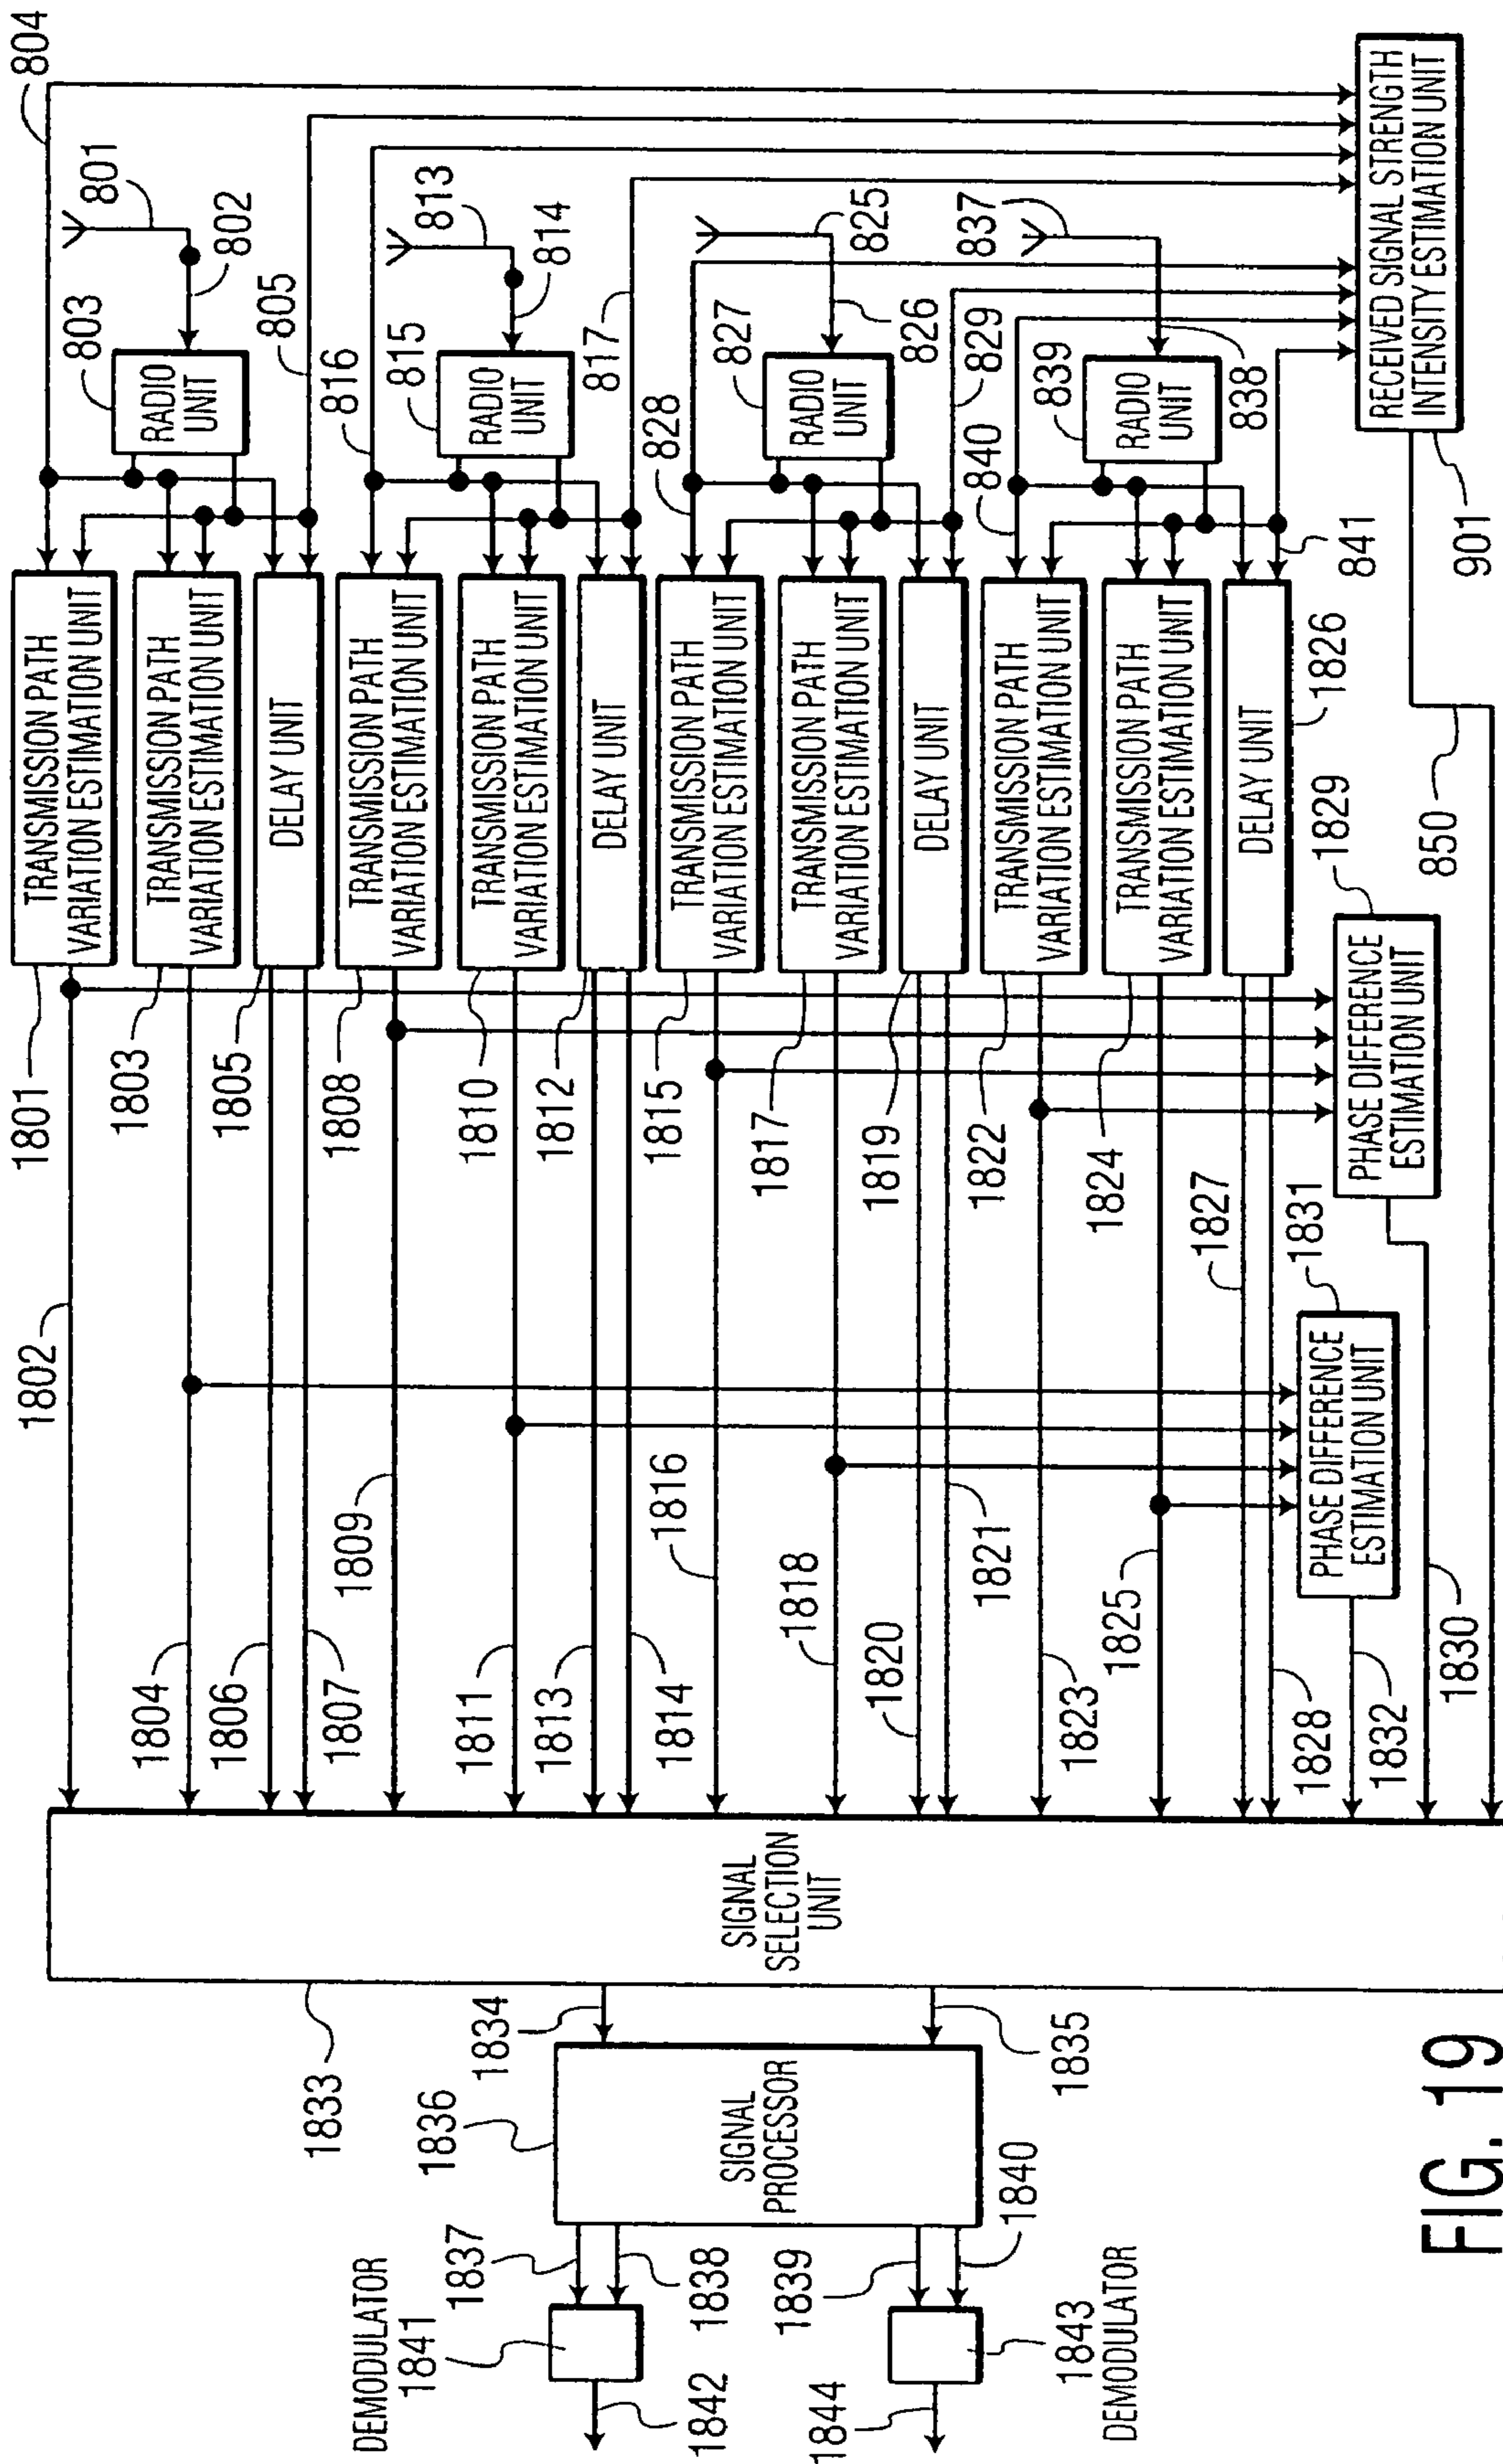 804
801
802
803
RADIO
UNIT
805
TRANSMISSION PATH
VARIATION ESTIMATION UNIT
1801
1802
TRANSMISSION PATH
VARIATION ESTIMATION UNIT
1803
1804
DELAY UNIT
1805
1806
1807
816
813
814
815
RADIO
UNIT
817
TRANSMISSION PATH
VARIATION ESTIMATION UNIT
1808
1809
TRANSMISSION PATH
VARIATION ESTIMATION UNIT
1810
1811
DELAY UNIT
1812
1813
1814
828
825
826
827
RADIO
UNIT
829
TRANSMISSION PATH
VARIATION ESTIMATION UNIT
1815
1816
TRANSMISSION PATH
VARIATION ESTIMATION UNIT
1817
1818
DELAY UNIT
1819
1820
1821
840
837
838
839
RADIO
UNIT
841
TRANSMISSION PATH
VARIATION ESTIMATION UNIT
1822
1823
TRANSMISSION PATH
VARIATION ESTIMATION UNIT
1824
1825
DELAY UNIT
1826
1827
1828
PHASE DIFFERENCE
ESTIMATION UNIT
1829
1830
PHASE DIFFERENCE
ESTIMATION UNIT
1831
1832
RECEIVED SIGNAL STRENGTH
INTENSITY ESTIMATION UNIT
901
850
SIGNAL
SELECTION
UNIT
1833
1834
1835
SIGNAL
PROCESSOR
1836
1837
1838
1839
1840
DEMODULATOR
1841
1842
1843
DEMODULATOR
1844
FIG. 19